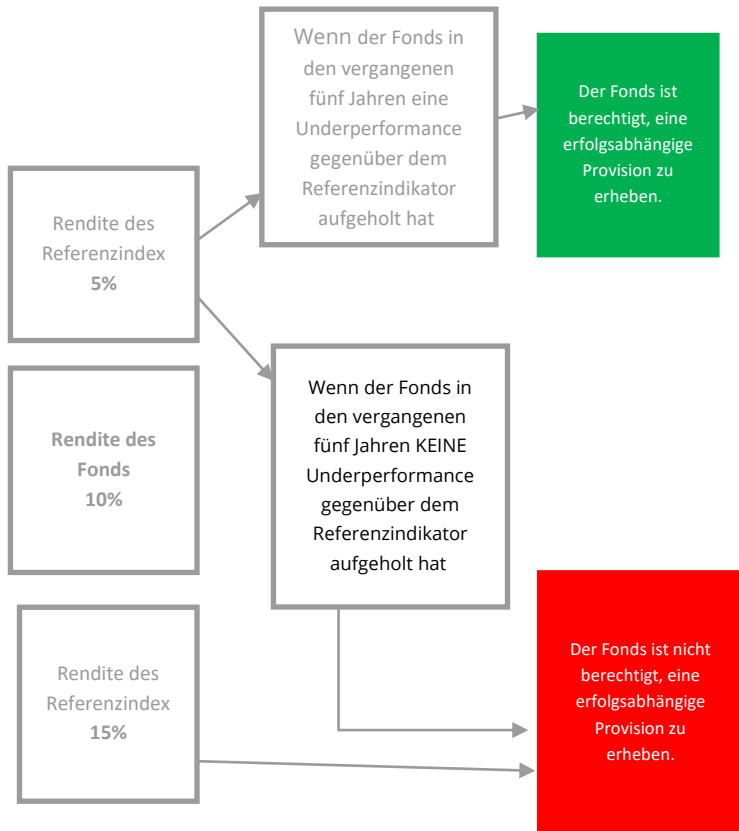 Wenn der Fonds in
den vergangenen
fünf Jahren eine
Underperformance
gegenüber dem
Referenzindikator
aufgeholt hat
Der Fonds ist
berechtigt, eine
erfolgsabhängige
Provision zu
erheben.
Rendite des
Referenzindex
5%
Wenn der Fonds in
den vergangenen
fünf Jahren KEINE
Underperformance
gegenüber dem
Referenzindikator
aufgeholt hat
Rendite des
Fonds
10%
Der Fonds ist nicht
berechtigt, eine
erfolgsabhängige
Provision zu
erheben.
Rendite des
Referenzindex
15%